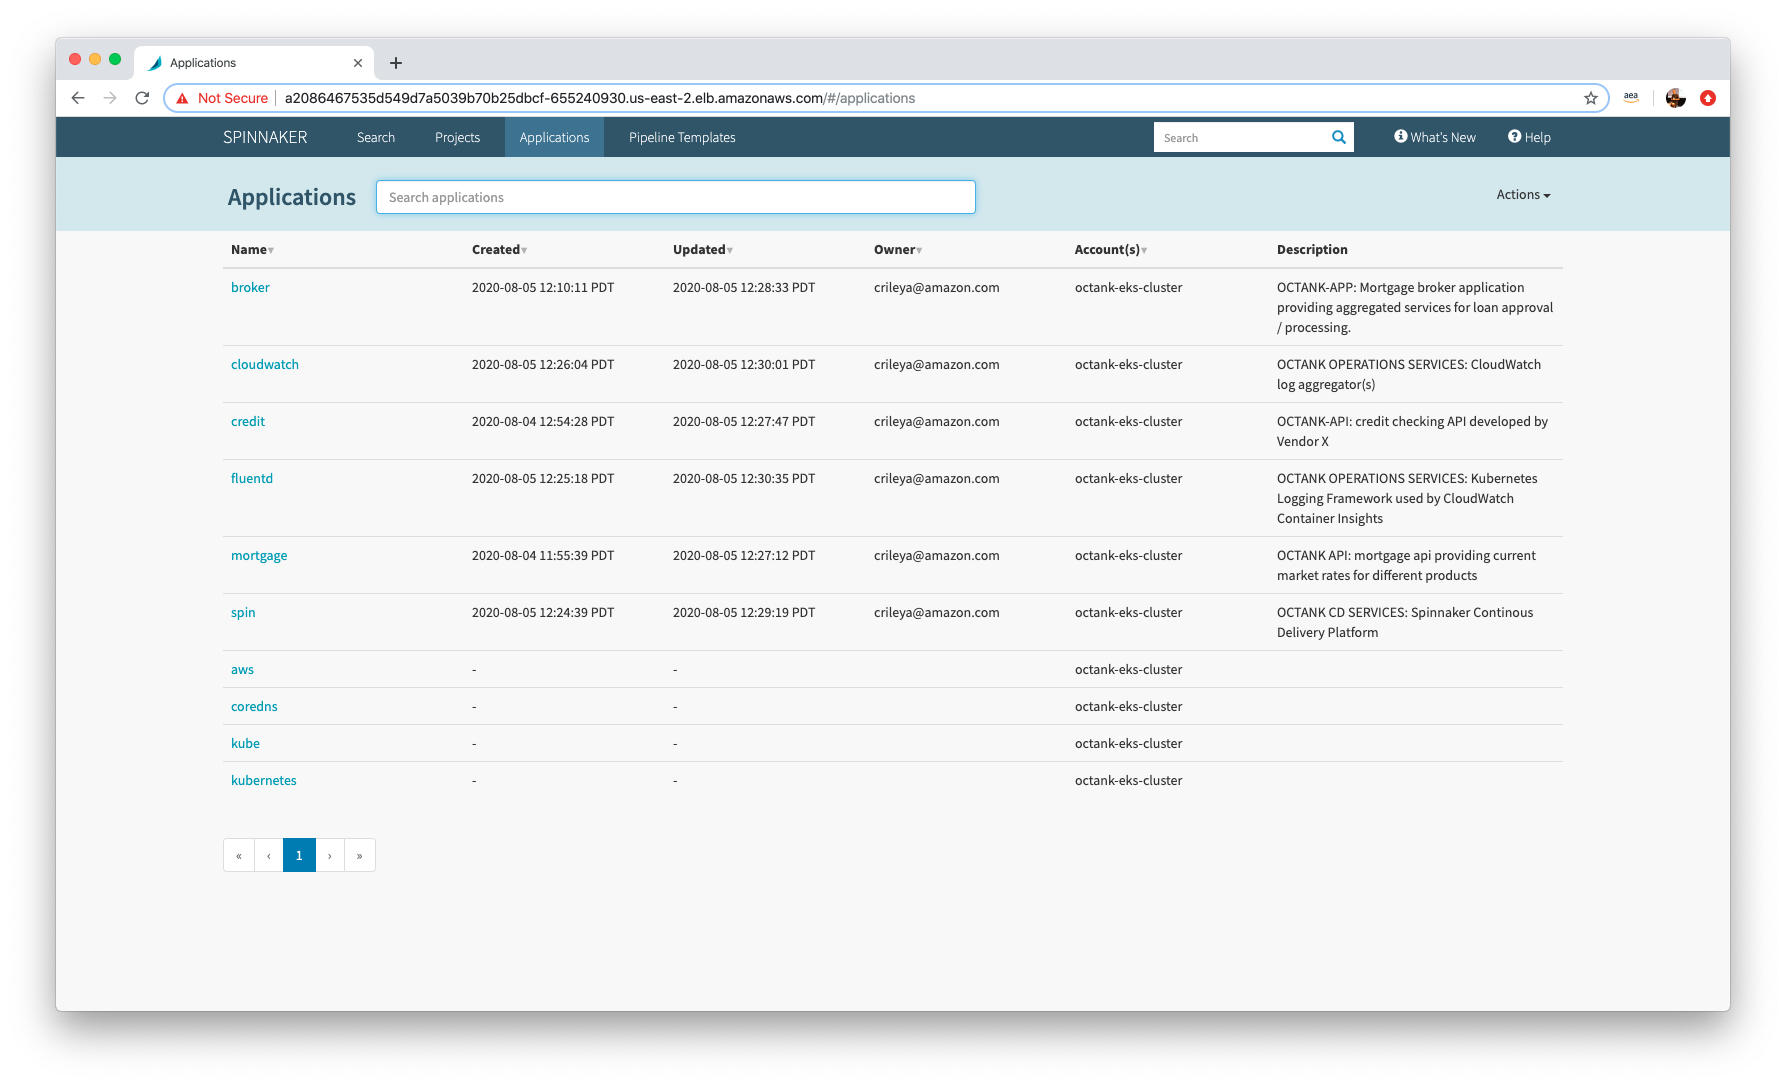 Applications
Not Secure a2086467535d549d7a5039b70b25dbcf-655240930.us-east-2.elb.amazonaws.com/#/applications aea
SPINNAKER Search Projects Applications Pipeline Templates Search What's New Help
Applications Search applications Actions
Name Created Updated Owner Account(s) Description
broker 2020-08-05 12:10:11 PDT 2020-08-05 12:28:33 PDT crileya@amazon.com octank-eks-cluster OCTANK-APP: Mortgage broker application
providing aggregated services for loan approval
/ processing.
cloudwatch 2020-08-05 12:26:04 PDT 2020-08-05 12:30:01 PDT crileya@amazon.com octank-eks-cluster OCTANK OPERATIONS SERVICES: CloudWatch
log aggregator(s)
credit 2020-08-04 12:54:28 PDT 2020-08-05 12:27:47 PDT crileya@amazon.com octank-eks-cluster OCTANK-API: credit checking API developed by
Vendor X
fluentd 2020-08-05 12:25:18 PDT 2020-08-05 12:30:35 PDT crileya@amazon.com octank-eks-cluster OCTANK OPERATIONS SERVICES: Kubernetes
Logging Framework used by CloudWatch
Container Insights
mortgage 2020-08-04 11:55:39 PDT 2020-08-05 12:27:12 PDT crileya@amazon.com octank-eks-cluster OCTANK API: mortgage api providing current
market rates for different products
spin 2020-08-05 12:24:39 PDT 2020-08-05 12:29:19 PDT crileya@amazon.com octank-eks-cluster OCTANK CD SERVICES: Spinnaker Continous
Delivery Platform
aws - - octank-eks-cluster
coredns - - octank-eks-cluster
kube - - octank-eks-cluster
kubernetes - - octank-eks-cluster
« ‹ 1 › »